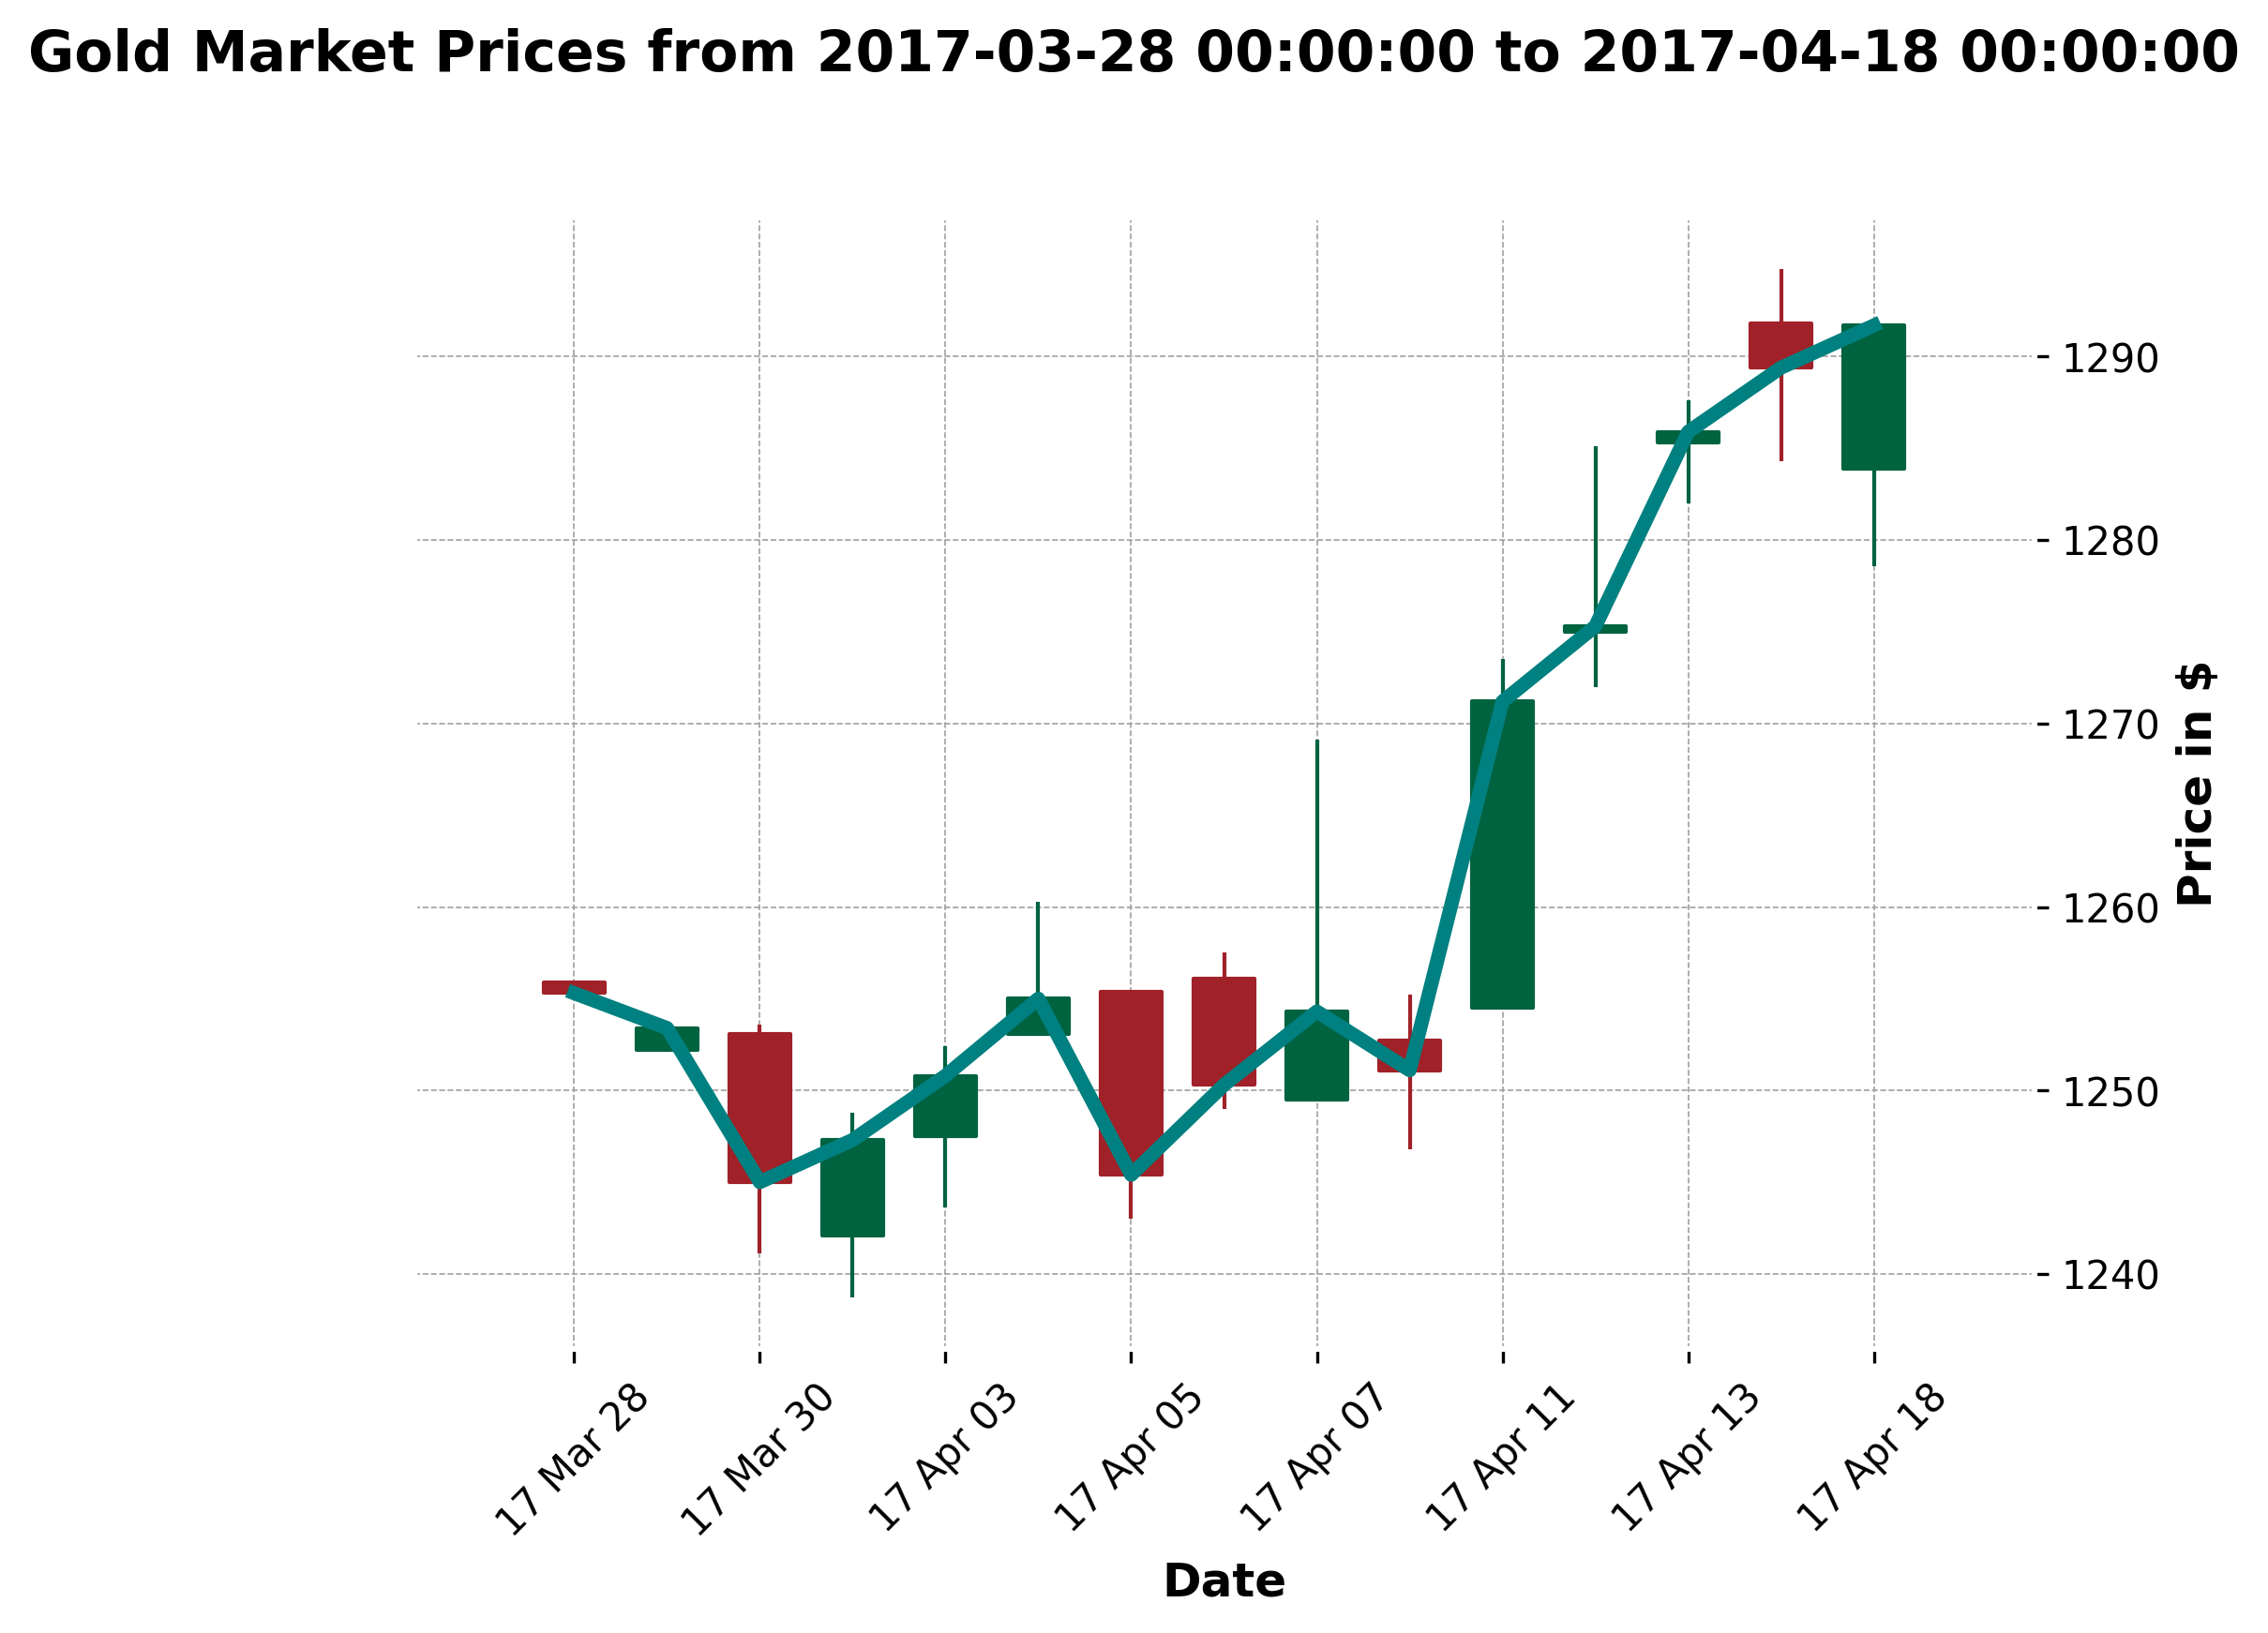 Gold Market Prices from 2017-03-28 00:00:00 to 2017-04-18 00:00:00
1290
1280
1270
1260
1250
1240
Price in $
17 Mar 28
17 Mar 30
17 Apr 03
17 Apr 05
17 Apr 07
17 Apr 11
17 Apr 13
17 Apr 18
Date